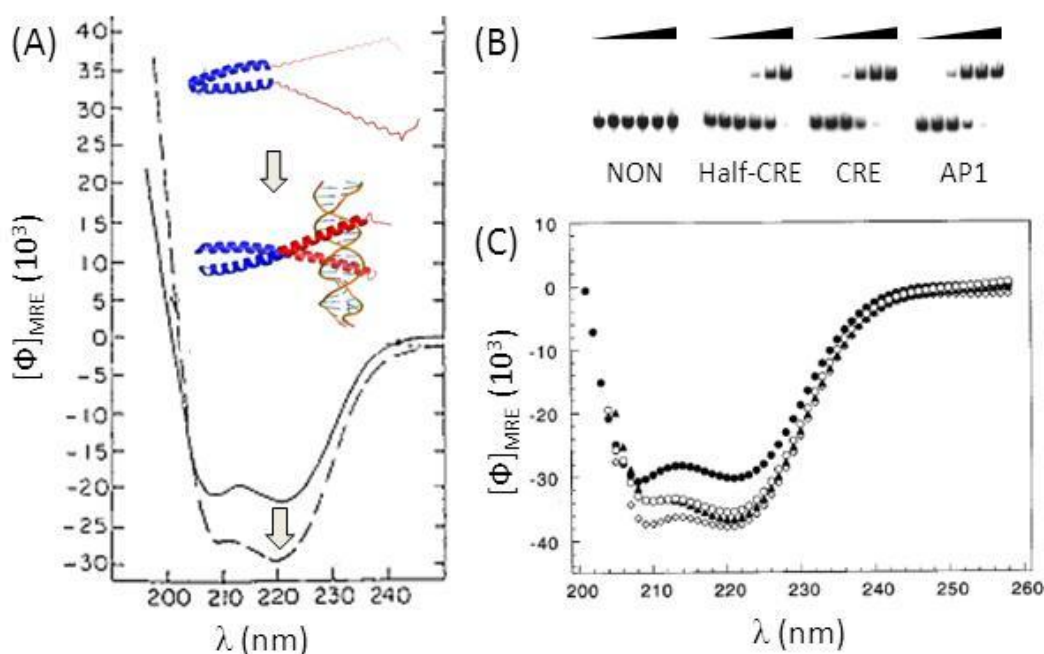 (A)
40
35
30
25
20
15
10
5
0
-5
-10
-15
-20
-25
-30
[Φ]MRE (10³)
200 210 220 230 240
λ (nm)
(B)
NON Half-CRE CRE AP1
(C)
10
0
-10
-20
-30
-40
[Φ]MRE (10³)
200 210 220 230 240 250 260
λ (nm)